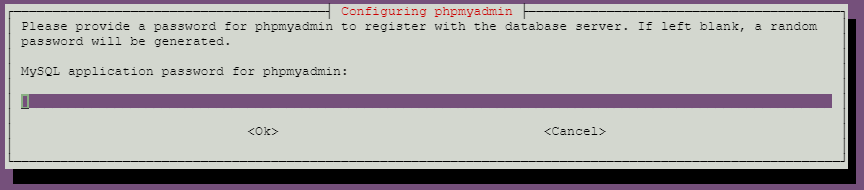 Configuring phpmyadmin
Please provide a password for phpmyadmin to register with the database server. If left blank, a random
password will be generated.
MySQL application password for phpmyadmin:
<Ok> <Cancel>